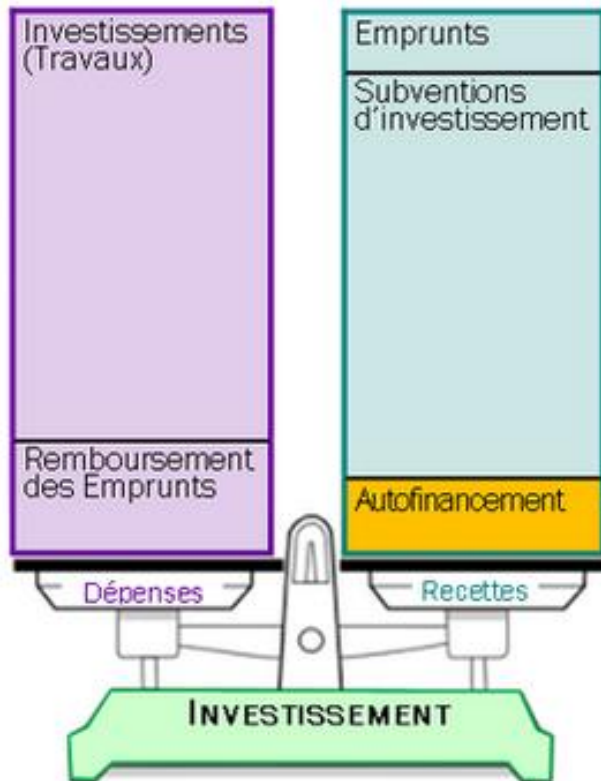 Investissements
(Travaux)
Remboursement
des Emprunts
Dépenses
Emprunts
Subventions
d'investissement
Autofinancement
Recettes
INVESTISSEMENT